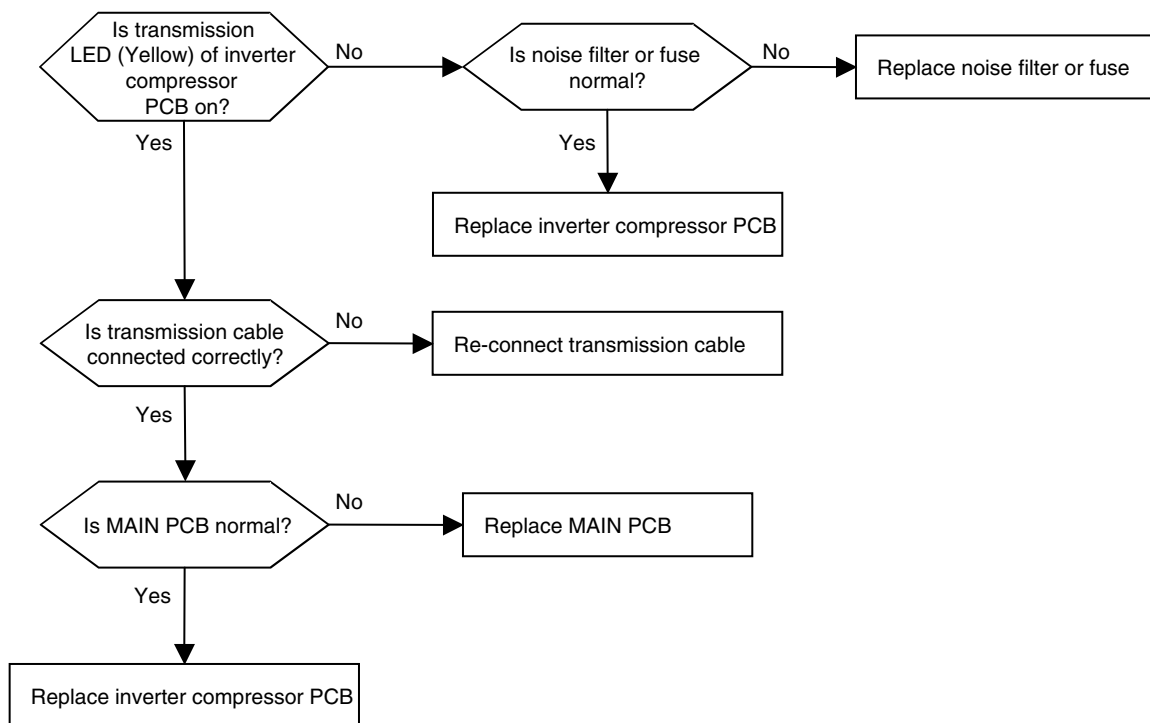 Is transmission
LED (Yellow) of inverter
compressor
PCB on?
No
Is noise filter or fuse
normal?
No
Replace noise filter or fuse
Yes
Yes
Replace inverter compressor PCB
Is transmission cable
connected correctly?
No
Re-connect transmission cable
Yes
Is MAIN PCB normal?
No
Replace MAIN PCB
Yes
Replace inverter compressor PCB